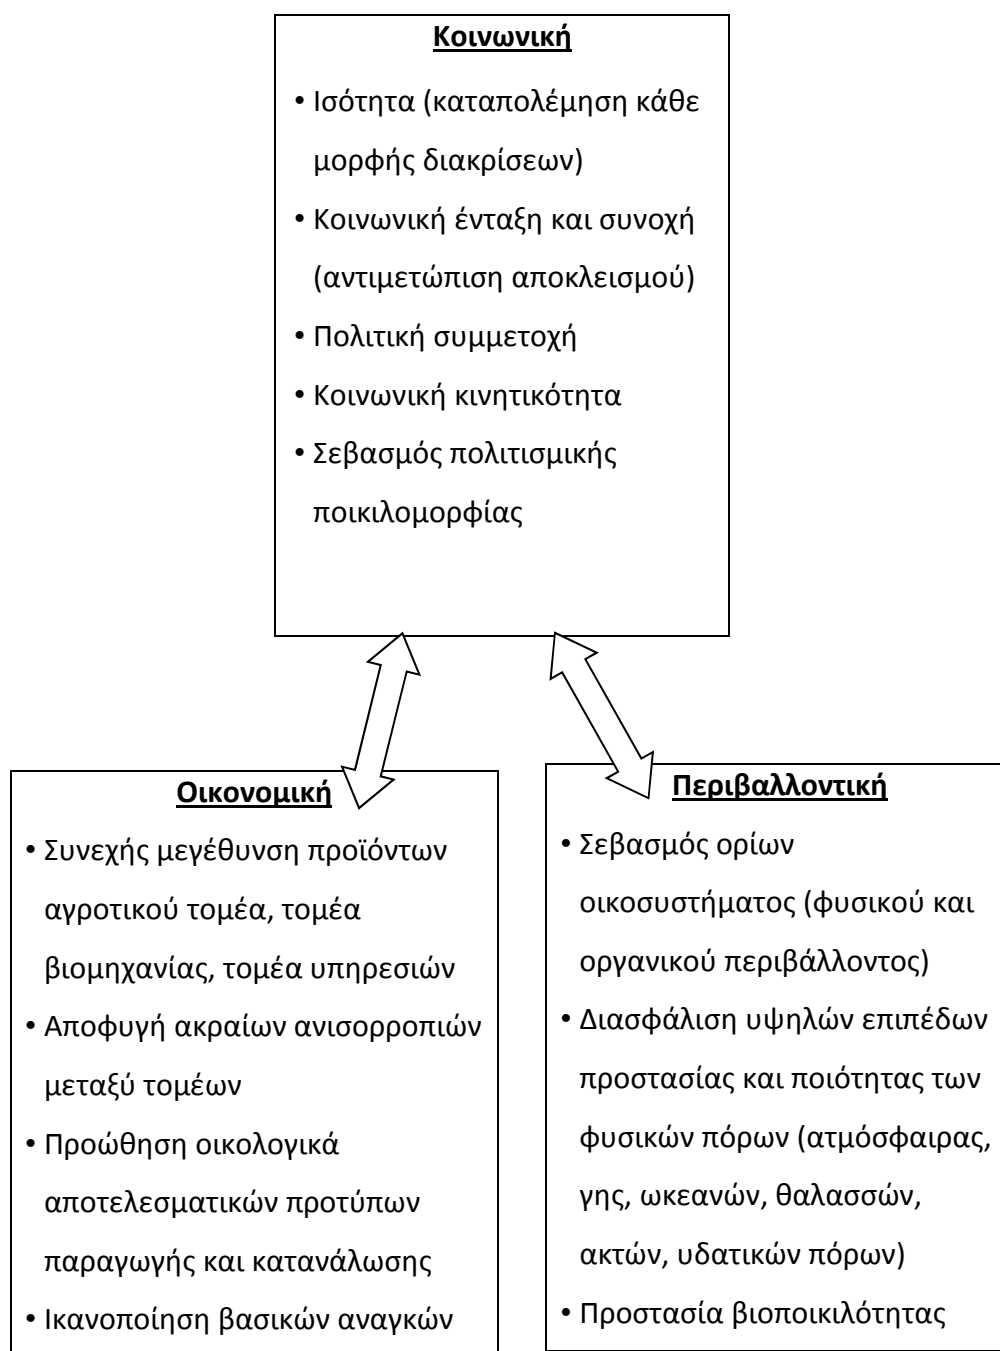 Κοινωνική
• Ισότητα (καταπολέμηση κάθε
μορφής διακρίσεων)
• Κοινωνική ένταξη και συνοχή
(αντιμετώπιση αποκλεισμού)
• Πολιτική συμμετοχή
• Κοινωνική κινητικότητα
• Σεβασμός πολιτισμικής
ποικιλομορφίας
Οικονομική
• Συνεχής μεγέθυνση προϊόντων
αγροτικού τομέα, τομέα
βιομηχανίας, τομέα υπηρεσιών
• Αποφυγή ακραίων ανισορροπιών
μεταξύ τομέων
• Προώθηση οικολογικά
αποτελεσματικών προτύπων
παραγωγής και κατανάλωσης
• Ικανοποίηση βασικών αναγκών
Περιβαλλοντική
• Σεβασμός ορίων
οικοσυστήματος (φυσικού και
οργανικού περιβάλλοντος)
• Διασφάλιση υψηλών επιπέδων
προστασίας και ποιότητας των
φυσικών πόρων (ατμόσφαιρας,
γης, ωκεανών, θαλασσών,
ακτών, υδατικών πόρων)
• Προστασία βιοποικιλότητας